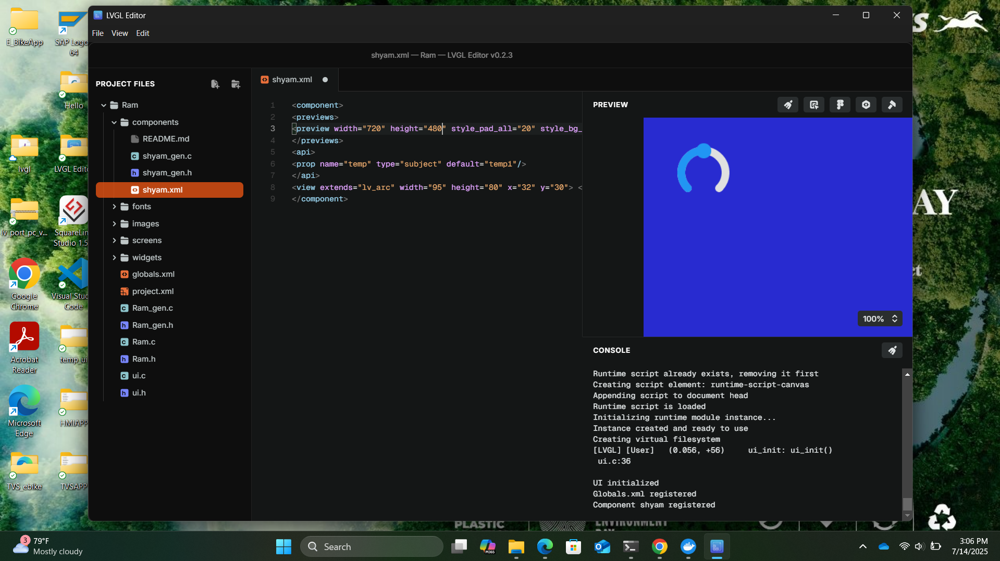 LVGL Editor
File View Edit
shyam.xml — Ram — LVGL Editor v0.2.3
PROJECT FILES
Ram
components
README.md
shyam_gen.c
shyam_gen.h
shyam.xml
fonts
images
screens
widgets
globals.xml
project.xml
Ram_gen.c
Ram_gen.h
Ram.c
Ram.h
ui.c
ui.h
shyam.xml
1 <component>
2 <previews>
3 <preview width="720" height="480" style_pad_all="20" style_bg_
4 </previews>
5 <api>
6 <prop name="temp" type="subject" default="temp1"/>
7 </api>
8 <view extends="lv_arc" width="95" height="80" x="32" y="30"> <
9 </component>
PREVIEW
100%
CONSOLE
Runtime script already exists, removing it first
Creating script element: runtime-script-canvas
Appending script to document head
Runtime script is loaded
Initializing runtime module instance...
Instance created and ready to use
Creating virtual filesystem
[LVGL] [User] (0.056, +56) ui_init: ui_init()
ui.c:36
UI initialized
Globals.xml registered
Component shyam registered
E_BikeApp
SAP Logo
64
Hello
lvgl
LVGL Edit
lv_port_pc_v...
SquareLin
Studio 1.5
Google
Chrome
Visual Stud
Code
Acrobat
Reader
temp_ui
Microsoft
Edge
HMIAPP
TVS_ebike
TVSAPP
S
AY
ct
PLASTIC
ENVIRONMENT
3
79°F
Mostly cloudy
Search
M365
3:06 PM
7/14/2025